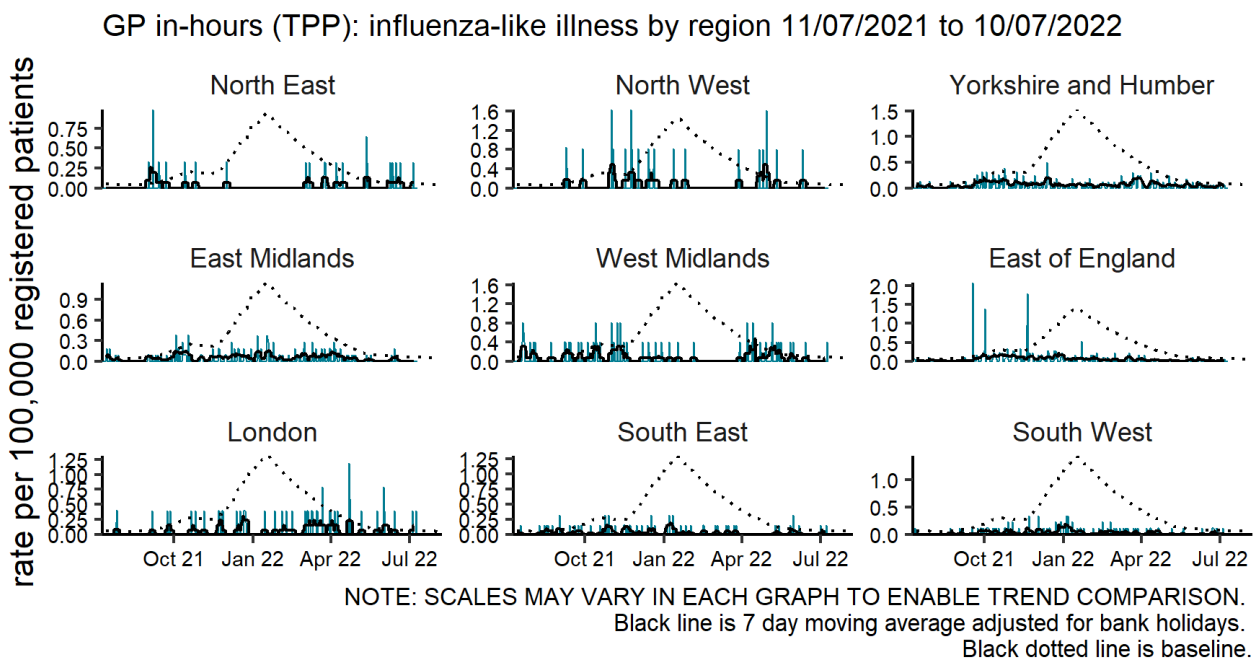 GP in-hours (TPP): influenza-like illness by region 11/07/2021 to 10/07/2022
rate per 100,000 registered patients
North East
0.75
0.50
0.25
0.00
North West
1.6
1.2
0.8
0.4
0.0
Yorkshire and Humber
1.5
1.0
0.5
0.0
East Midlands
0.9
0.6
0.3
0.0
West Midlands
1.6
1.2
0.8
0.4
0.0
East of England
2.0
1.5
1.0
0.5
0.0
London
1.25
1.00
0.75
0.50
0.25
0.00
South East
1.25
1.00
0.75
0.50
0.25
0.00
South West
1.0
0.5
0.0
Oct 21 Jan 22 Apr 22 Jul 22
Oct 21 Jan 22 Apr 22 Jul 22
Oct 21 Jan 22 Apr 22 Jul 22
NOTE: SCALES MAY VARY IN EACH GRAPH TO ENABLE TREND COMPARISON.
Black line is 7 day moving average adjusted for bank holidays.
Black dotted line is baseline.